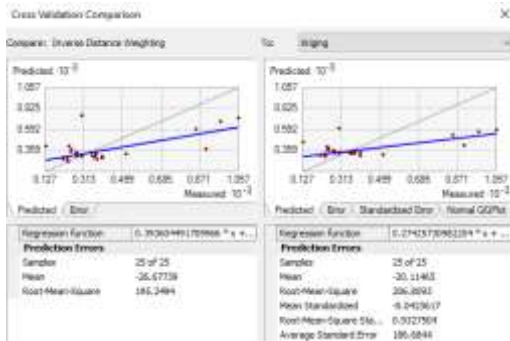 Cross Validation Comparison
Compare: Inverse Distance Weighting
To: Kriging
Predicted 10⁻³
1.057
0.825
0.592
0.359
0.127 0.313 0.499 0.685 0.871 1.057
Measured 10⁻³
Predicted Error
Regression function
Prediction Errors
Samples 25 of 25
Mean -26.67739
Root-Mean-Square
Predicted 10⁻³
1.057
0.825
0.592
0.359
0.127 0.313 0.499 0.685 0.871 1.057
Measured 10⁻³
Predicted Error Standardized Error Normal QQPlot
Regression function
Prediction Errors
Samples 25 of 25
Mean -20.11465
Root-Mean-Square 206.8093
Mean Standardized
Root-Mean-Square Sta...
Average Standard Error 186.6844